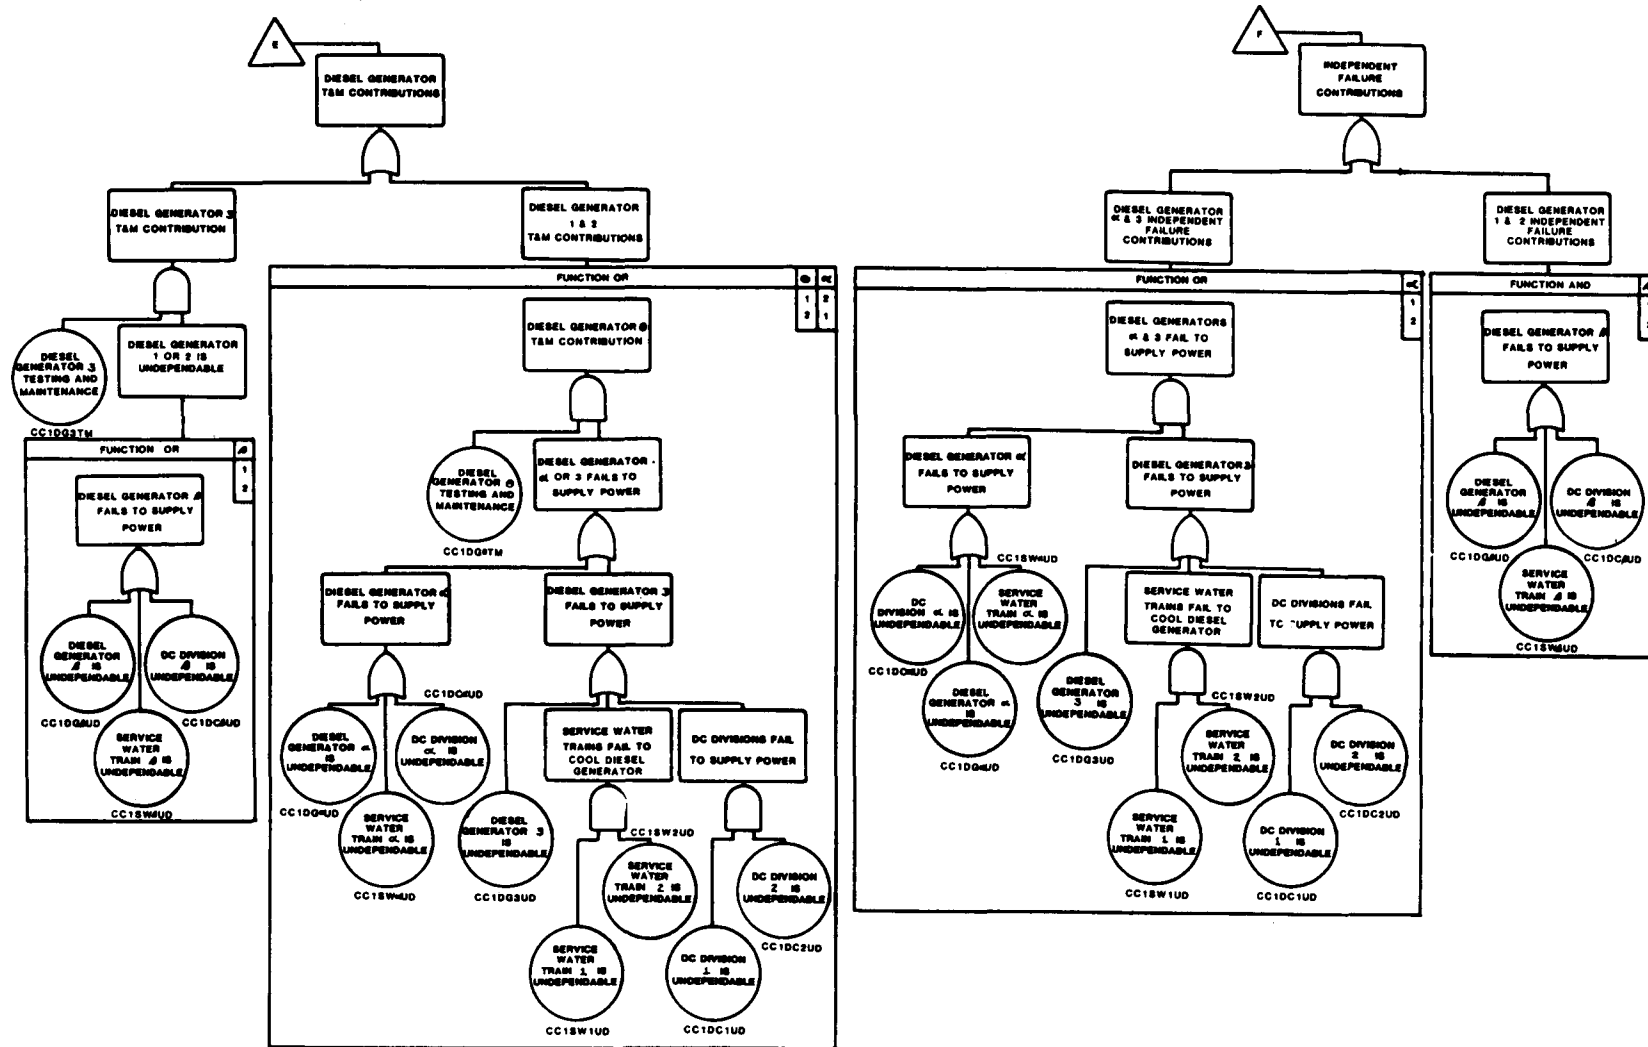 E
DIESEL GENERATOR
T&M CONTRIBUTIONS
DIESEL GENERATOR 3
T&M CONTRIBUTION
DIESEL GENERATOR
1 & 2
T&M CONTRIBUTIONS
DIESEL
GENERATOR 3
TESTING AND
MAINTENANCE
CC1DG3TM
DIESEL GENERATOR
1 OR 2 IS
UNDEPENDABLE
FUNCTION OR
β
1
2
DIESEL GENERATOR β
FAILS TO SUPPLY
POWER
DIESEL
GENERATOR
β IS
UNDEPENDABLE
CC1DGβUD
DC DIVISION
β IS
UNDEPENDABLE
CC1DCβUD
SERVICE
WATER
TRAIN β IS
UNDEPENDABLE
CC1SWβUD
FUNCTION OR
θ α
1 2
2 1
DIESEL GENERATOR θ
T&M CONTRIBUTION
DIESEL
GENERATOR θ
TESTING AND
MAINTENANCE
CC1DGθTM
DIESEL GENERATOR
α OR 3 FAILS TO
SUPPLY POWER
DIESEL GENERATOR α
FAILS TO SUPPLY
POWER
DIESEL GENERATOR 3
FAILS TO SUPPLY
POWER
DIESEL
GENERATOR α
IS
UNDEPENDABLE
CC1DGαUD
CC1DCαUD
DC DIVISION
α IS
UNDEPENDABLE
SERVICE
WATER
TRAIN α IS
UNDEPENDABLE
CC1SWαUD
DIESEL
GENERATOR 3
IS
UNDEPENDABLE
CC1DG3UD
SERVICE WATER
TRAINS FAIL TO
COOL DIESEL
GENERATOR
DC DIVISIONS FAIL
TO SUPPLY POWER
CC1SW2UD
SERVICE
WATER
TRAIN 2 IS
UNDEPENDABLE
SERVICE
WATER
TRAIN 1 IS
UNDEPENDABLE
CC1SW1UD
DC DIVISION
2 IS
UNDEPENDABLE
CC1DC2UD
DC DIVISION
1 IS
UNDEPENDABLE
CC1DC1UD
F
INDEPENDENT
FAILURE
CONTRIBUTIONS
DIESEL GENERATOR
α & 3 INDEPENDENT
FAILURE
CONTRIBUTIONS
DIESEL GENERATOR
1 & 2 INDEPENDENT
FAILURE
CONTRIBUTIONS
FUNCTION OR
α
1
2
DIESEL GENERATORS
α & 3 FAIL TO
SUPPLY POWER
DIESEL GENERATOR α
FAILS TO SUPPLY
POWER
DIESEL GENERATOR 3
FAILS TO SUPPLY
POWER
CC1SWαUD
DC
DIVISION α IS
UNDEPENDABLE
CC1DCαUD
SERVICE
WATER
TRAIN α IS
UNDEPENDABLE
DIESEL
GENERATOR α
IS
UNDEPENDABLE
CC1DGαUD
DIESEL
GENERATOR
3 IS
UNDEPENDABLE
CC1DG3UD
SERVICE WATER
TRAINS FAIL TO
COOL DIESEL
GENERATOR
DC DIVISIONS FAIL
TO SUPPLY POWER
CC1SW2UD
SERVICE
WATER
TRAIN 2 IS
UNDEPENDABLE
SERVICE
WATER
TRAIN 1 IS
UNDEPENDABLE
CC1SW1UD
DC DIVISION
2 IS
UNDEPENDABLE
CC1DC2UD
DC DIVISION
1 IS
UNDEPENDABLE
CC1DC1UD
FUNCTION AND
DIESEL GENERATOR β
FAILS TO SUPPLY
POWER
DIESEL
GENERATOR
β IS
UNDEPENDABLE
CC1DGβUD
DC DIVISION
β IS
UNDEPENDABLE
CC1DCβUD
SERVICE
WATER
TRAIN β IS
UNDEPENDABLE
CC1SWβUD